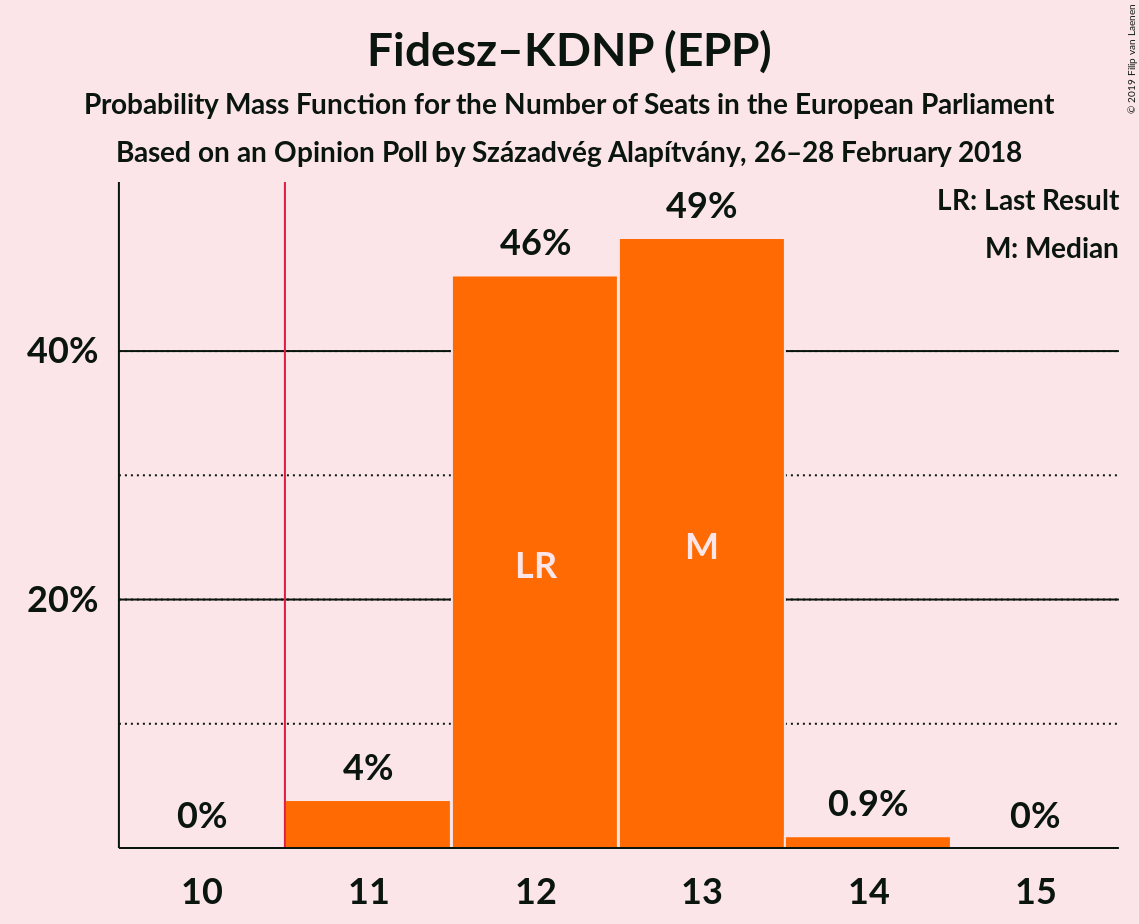 Fidesz–KDNP (EPP)
Probability Mass Function for the Number of Seats in the European Parliament
Based on an Opinion Poll by Századvég Alapítvány, 26–28 February 2018
© 2019 Filip van Laenen
LR: Last Result
M: Median
49%
46%
40%
LR
M
20%
4%
0.9%
0%
0%
10
11
12
13
14
15